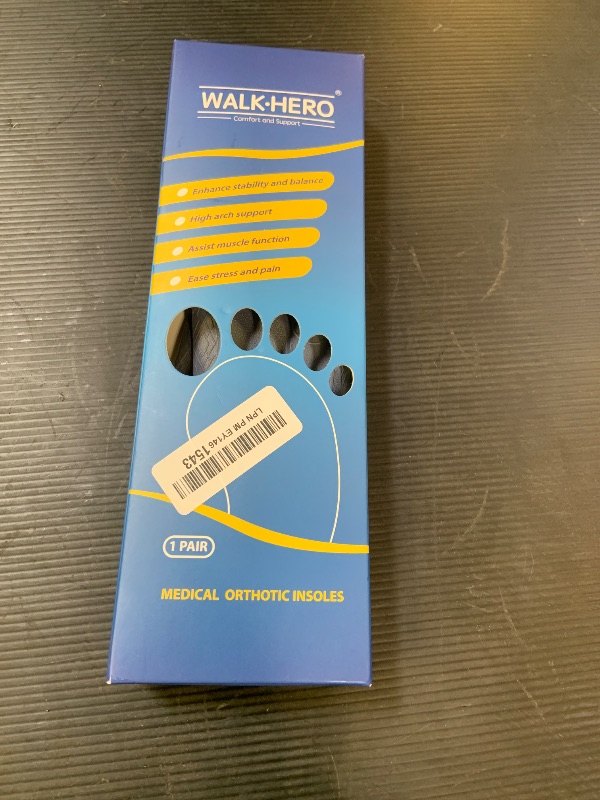 WALK·HERO®
Comfort and Support
Enhance stability and balance
High arch support
Assist muscle function
Ease stress and pain
LPN PM EY146 1543
1 PAIR
MEDICAL ORTHOTIC INSOLES